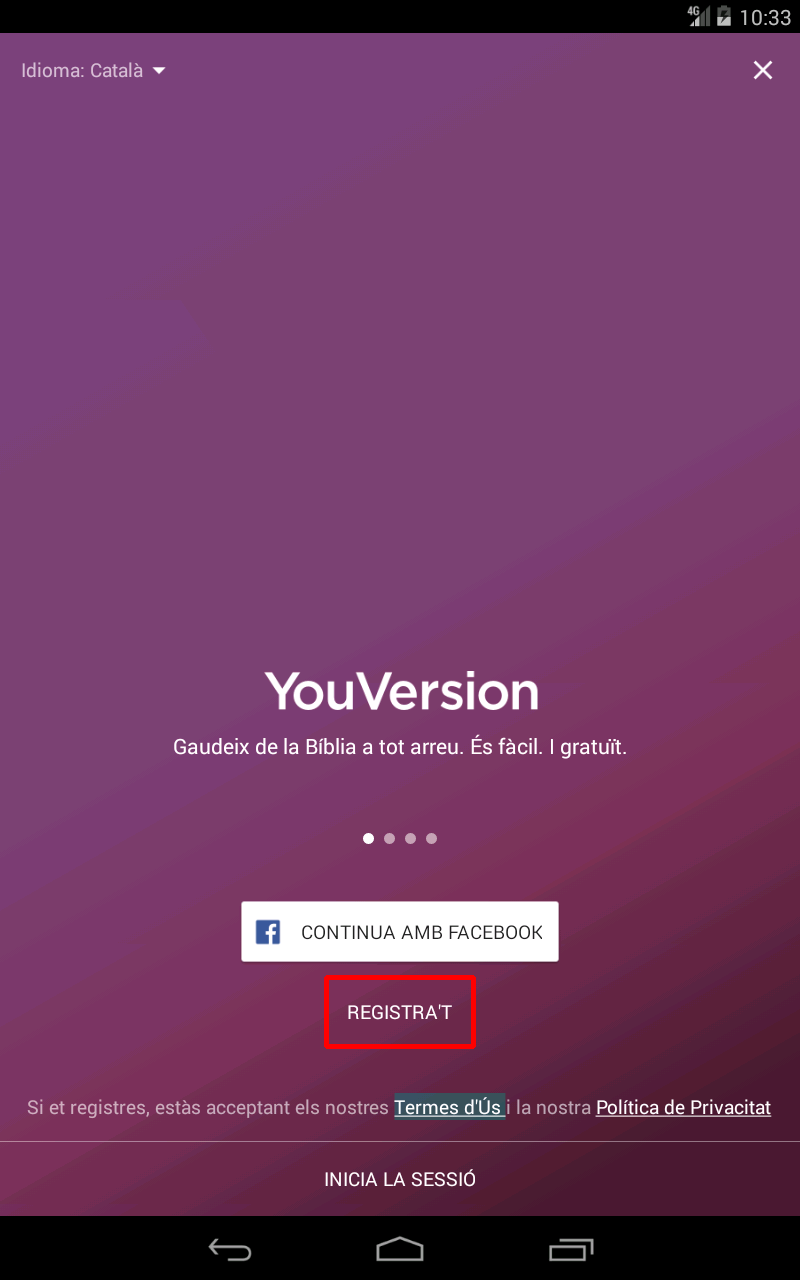 4G 10:33
Idioma: Català
YouVersion
Gaudeix de la Bíblia a tot arreu. És fàcil. I gratuït.
CONTINUA AMB FACEBOOK
REGISTRA'T
Si et registres, estàs acceptant els nostres Termes d'Ús i la nostra Política de Privacitat
INICIA LA SESSIÓ